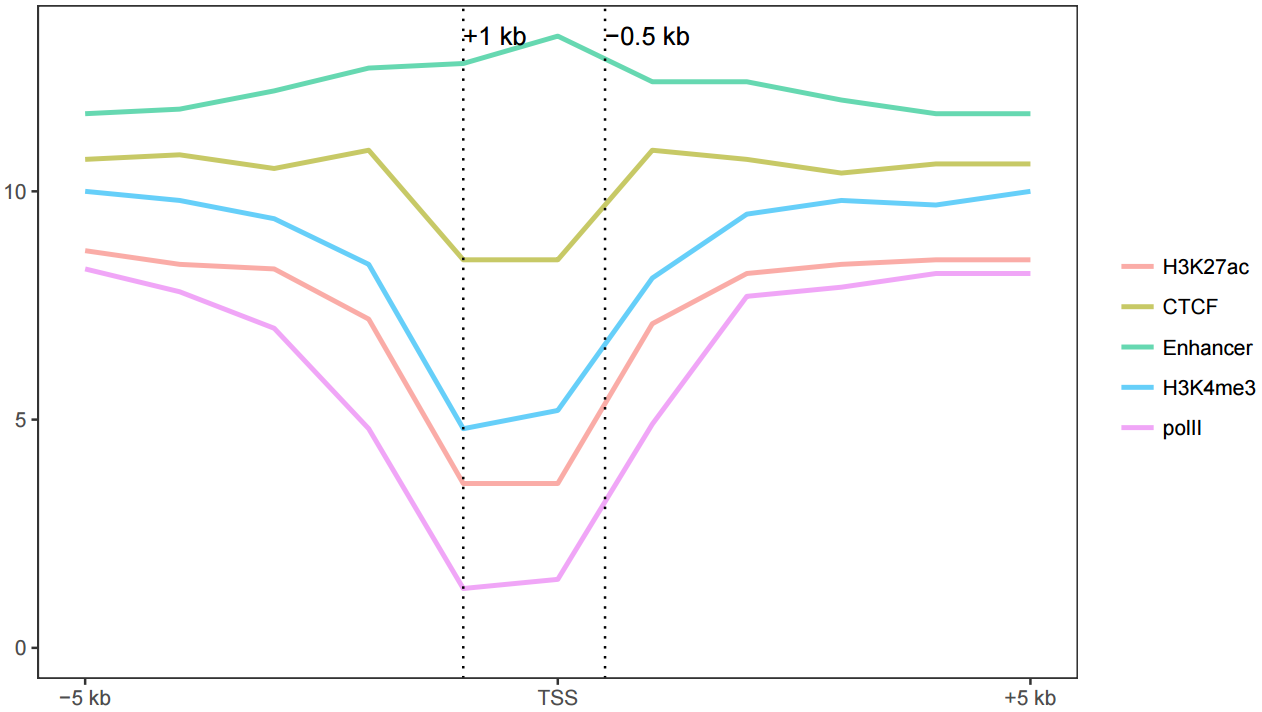 +1 kb
−0.5 kb
10
5
0
−5 kb
TSS
+5 kb
H3K27ac
CTCF
Enhancer
H3K4me3
polII